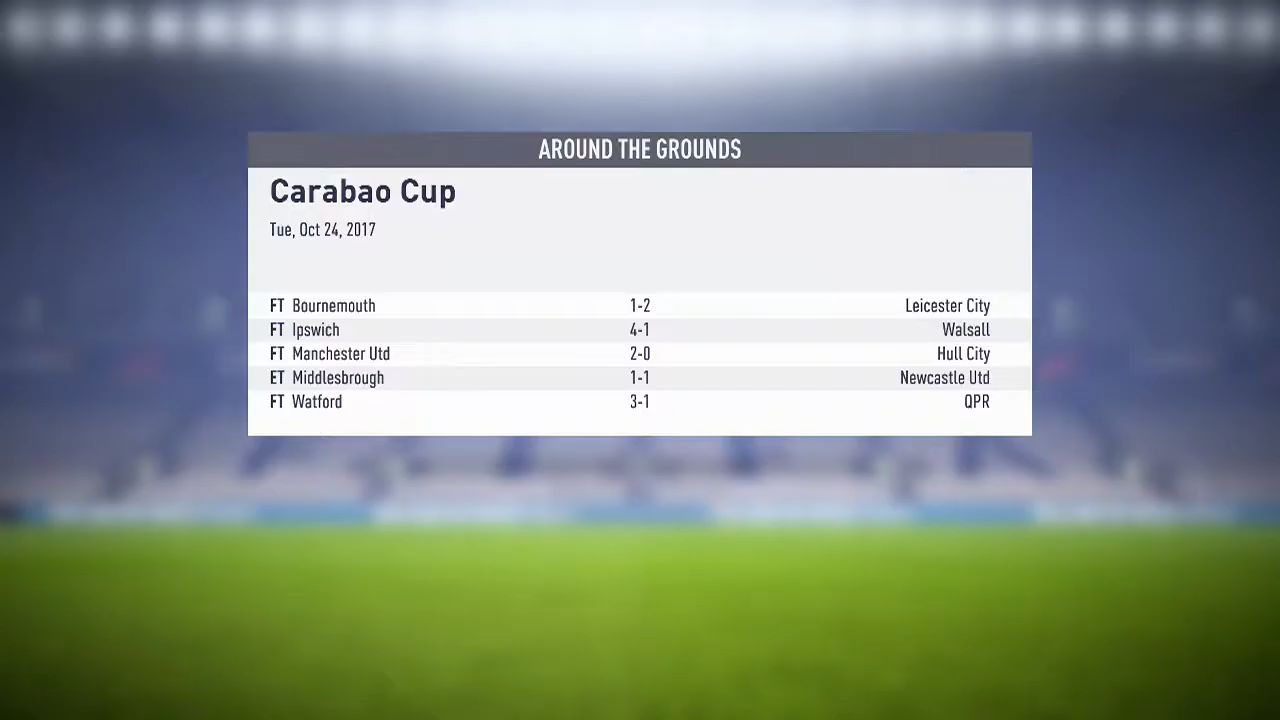 AROUND THE GROUNDS
Carabao Cup
Tue, Oct 24, 2017
FT Bournemouth 1-2 Leicester City
FT Ipswich 4-1 Walsall
FT Manchester Utd 2-0 Hull City
ET Middlesbrough 1-1 Newcastle Utd
FT Watford 3-1 QPR